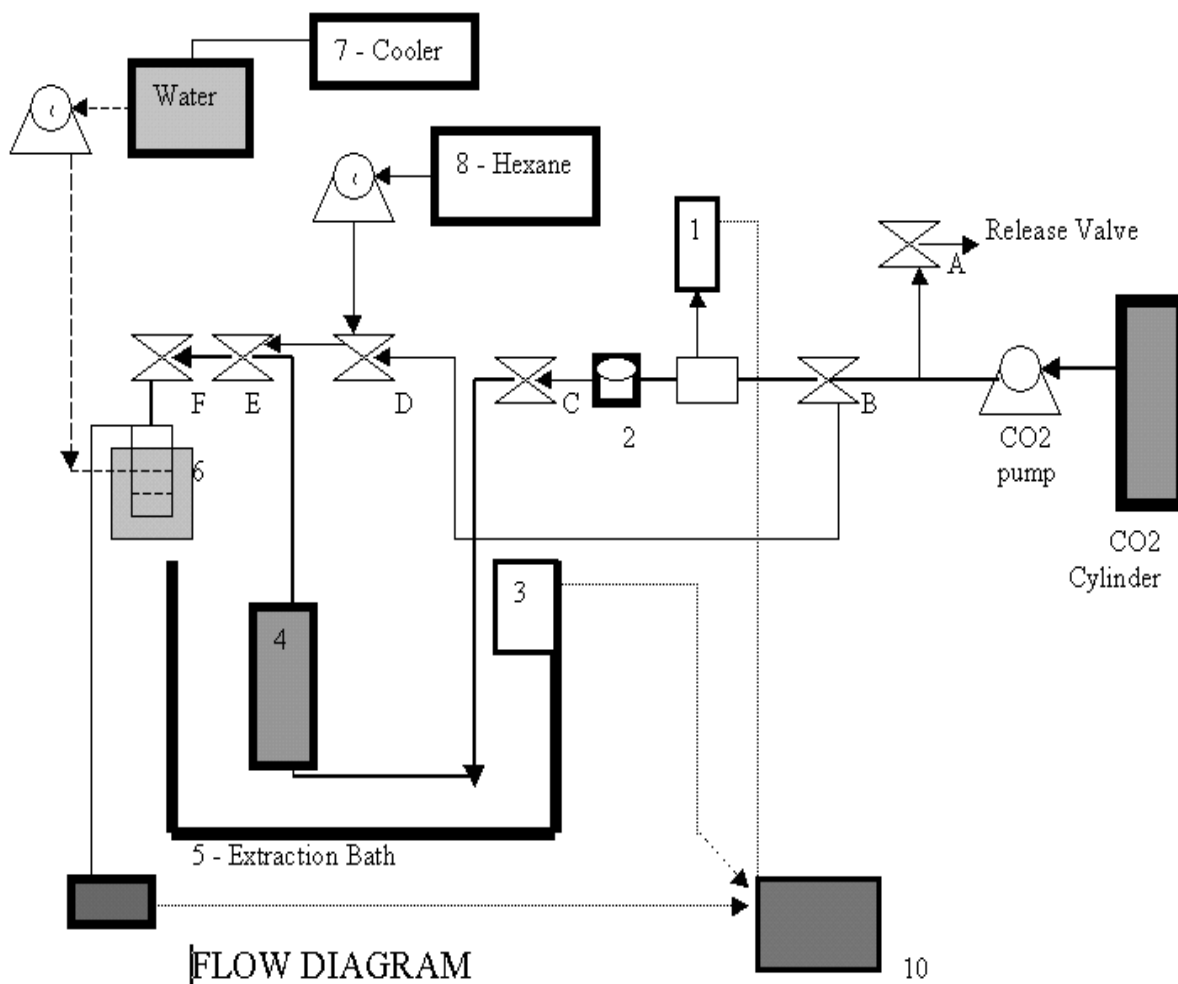 7 - Cooler
Water
8 - Hexane
1
Release Valve
A
F
E
D
C
B
2
CO2
pump
6
CO2
Cylinder
3
4
5 - Extraction Bath
FLOW DIAGRAM
10